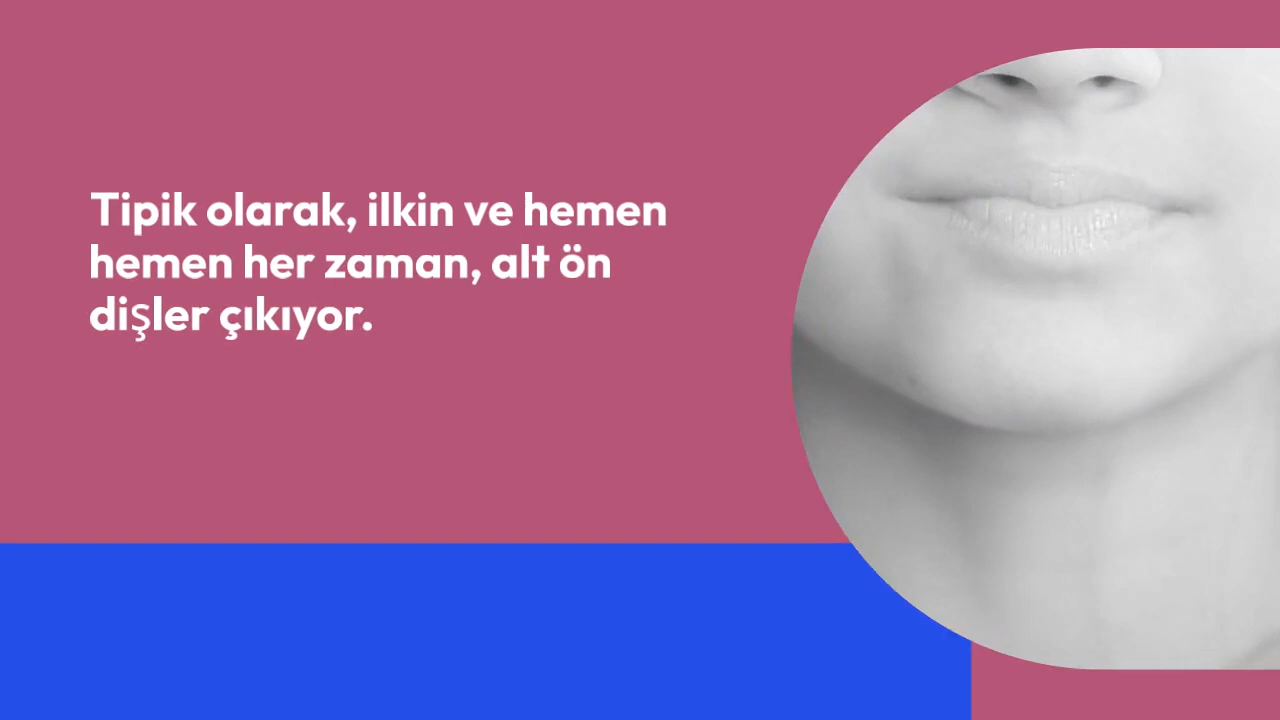 Tipik olarak, ilkin ve hemen
hemen her zaman, alt ön
dişler çıkıyor.